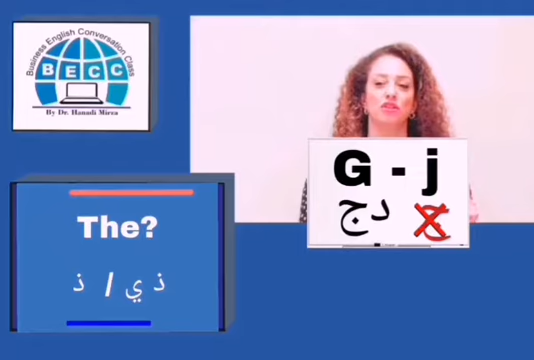 Business English Conversation Class
BECC
By Dr. Hanadi Mirza
The?
ذ / ذي
G - j
دج ج